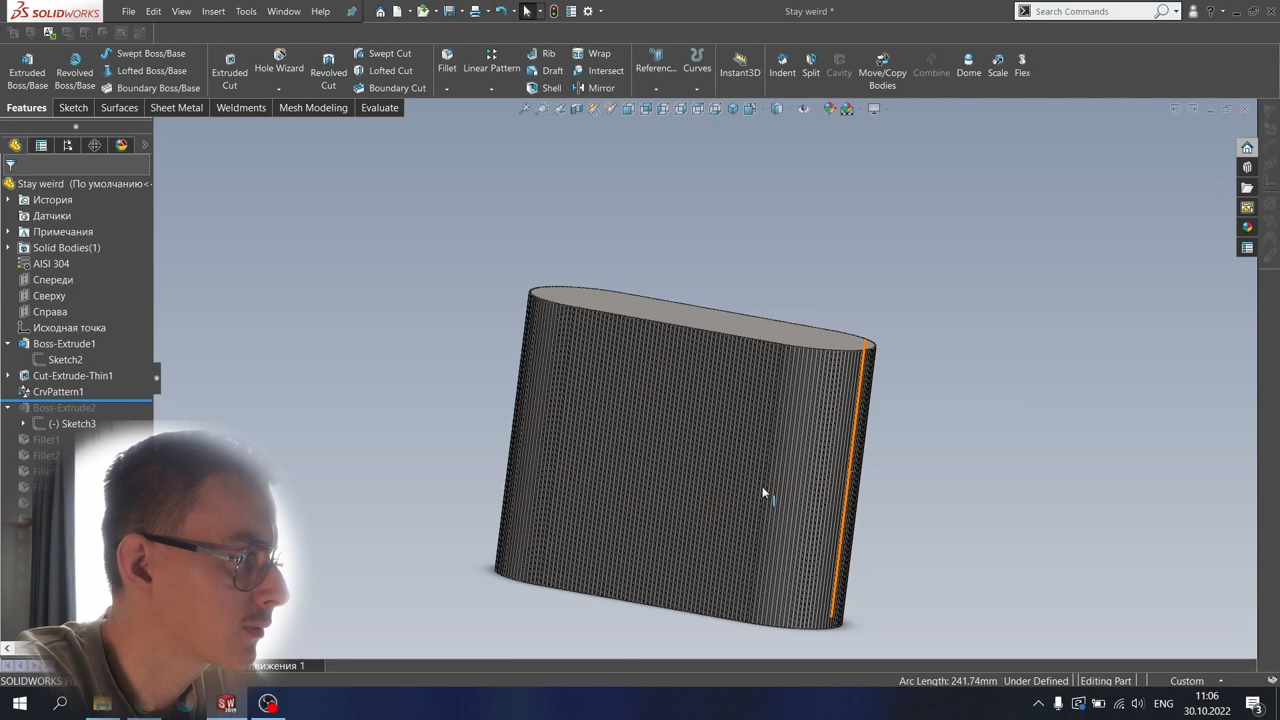 SOLIDWORKS
File
Edit
View
Insert
Tools
Window
Help
Stay weird *
Search Commands
Extruded Boss/Base
Revolved Boss/Base
Swept Boss/Base
Lofted Boss/Base
Boundary Boss/Base
Extruded Cut
Hole Wizard
Revolved Cut
Swept Cut
Lofted Cut
Boundary Cut
Fillet
Linear Pattern
Rib
Draft
Shell
Wrap
Intersect
Mirror
Referenc...
Curves
Instant3D
Indent
Split
Cavity
Move/Copy Bodies
Combine
Dome
Scale
Flex
Features
Sketch
Surfaces
Sheet Metal
Weldments
Mesh Modeling
Evaluate
Stay weird (По умолчанию<
История
Датчики
Примечания
Solid Bodies(1)
AISI 304
Спереди
Сверху
Справа
Исходная точка
Boss-Extrude1
Sketch2
Cut-Extrude-Thin1
CrvPattern1
Boss-Extrude2
(-) Sketch3
Fillet1
Fillet2
движения 1
SOLIDWORKS
Arc Length: 241.74mm
Under Defined
Editing Part
Custom
SW
2019
ENG
11:06
30.10.2022
3